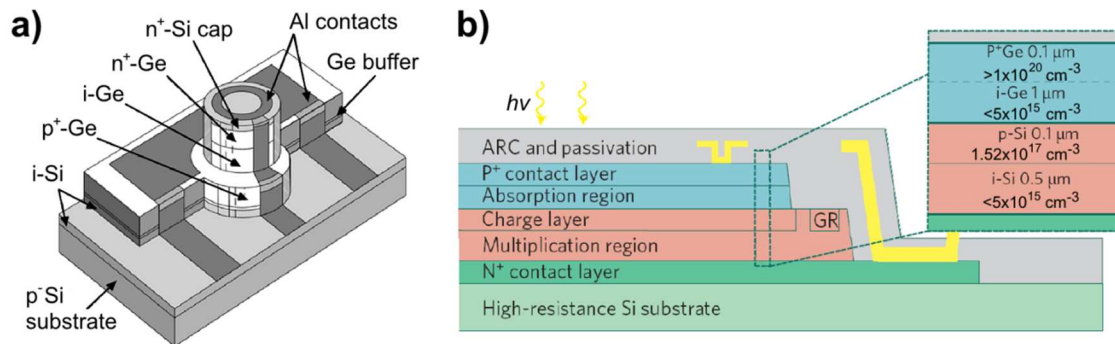 a)
n⁺-Si cap
Al contacts
n⁺-Ge
Ge buffer
i-Ge
p⁺-Ge
i-Si
p⁻Si
substrate
b)
hν
ARC and passivation
P⁺ contact layer
Absorption region
Charge layer
GR
Multiplication region
N⁺ contact layer
High-resistance Si substrate
P⁺Ge 0.1 μm
>1x10²⁰ cm⁻³
i-Ge 1 μm
<5x10¹⁵ cm⁻³
p-Si 0.1 μm
1.52x10¹⁷ cm⁻³
i-Si 0.5 μm
<5x10¹⁵ cm⁻³